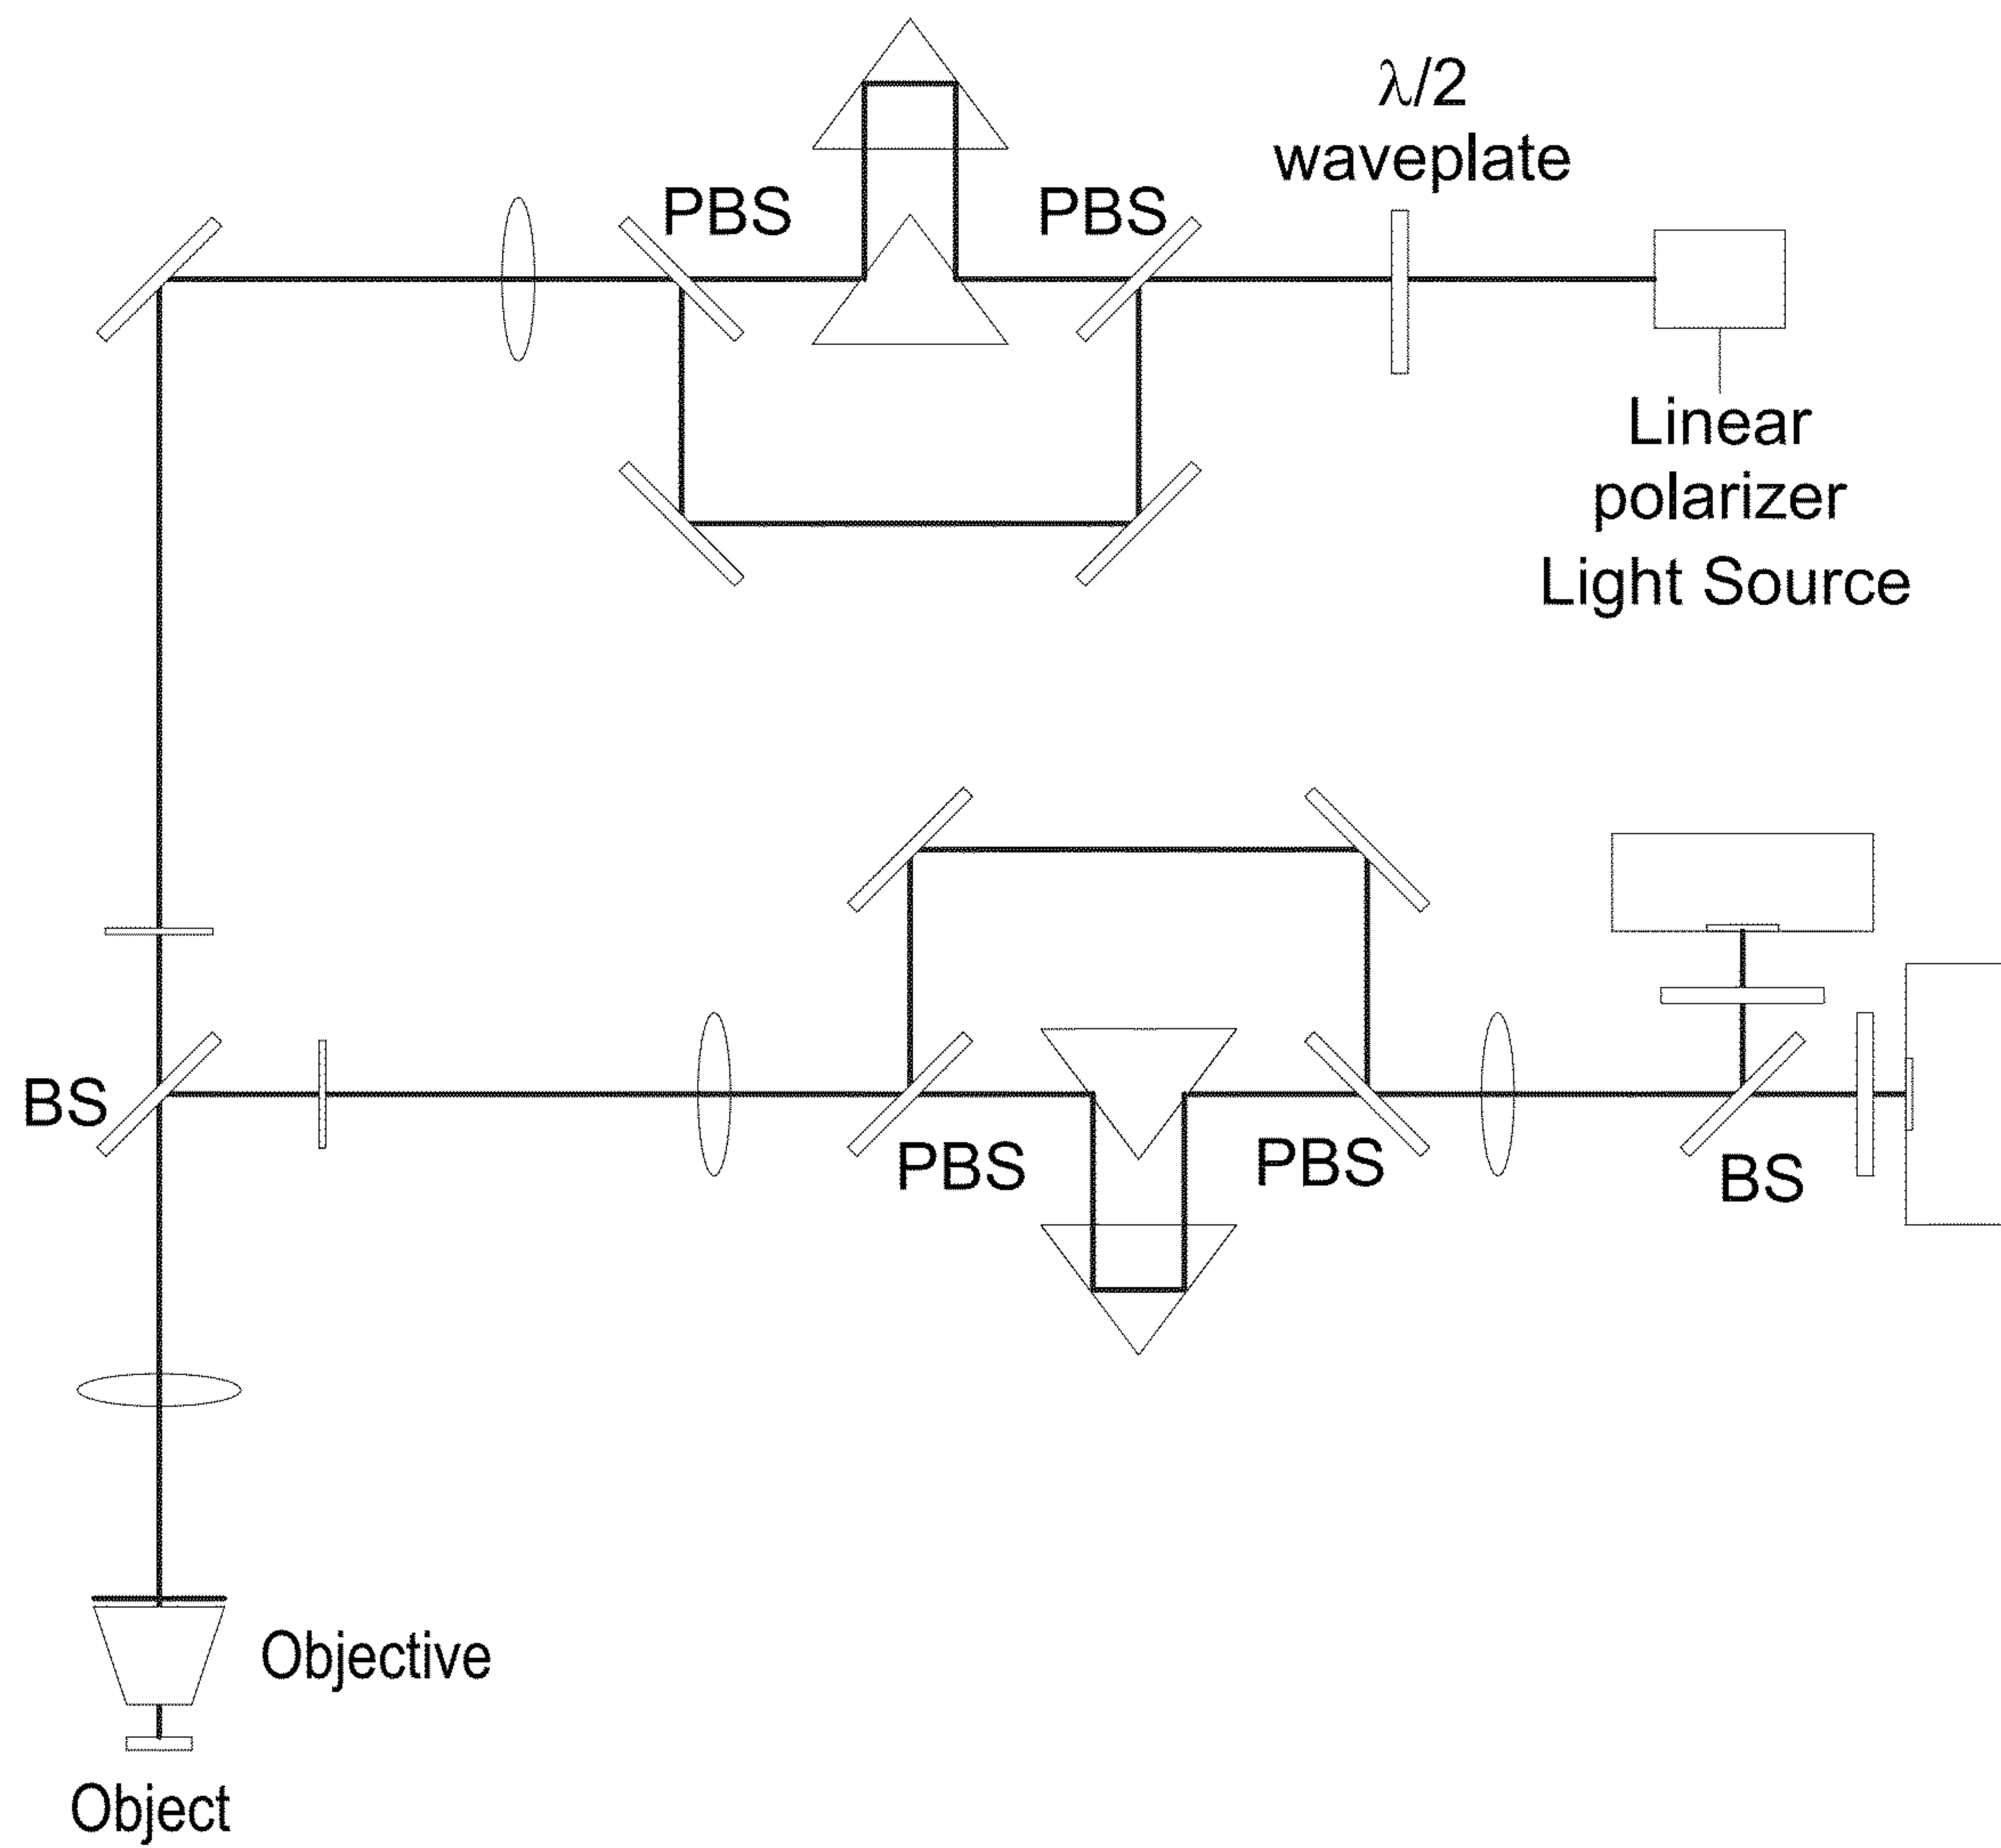 λ/2
waveplate
PBS
PBS
Linear
polarizer
Light Source
BS
PBS
PBS
BS
Objective
Object